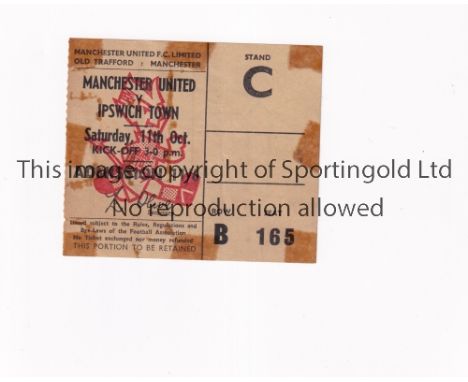 MANCHESTER UNITED F.C. LIMITED
OLD TRAFFORD : MANCHESTER
MANCHESTER UNITED
v
IPSWICH TOWN
Saturday, 11th Oct.
KICK-OFF 3-0 p.m.
Issued subject to the Rules, Regulations and
Bye-Laws of the Football Association
No Ticket exchanged nor money refunded
THIS PORTION TO BE RETAINED
STAND
C
ROW
B 165
This image copyright of Sportingold Ltd
No reproduction allowed